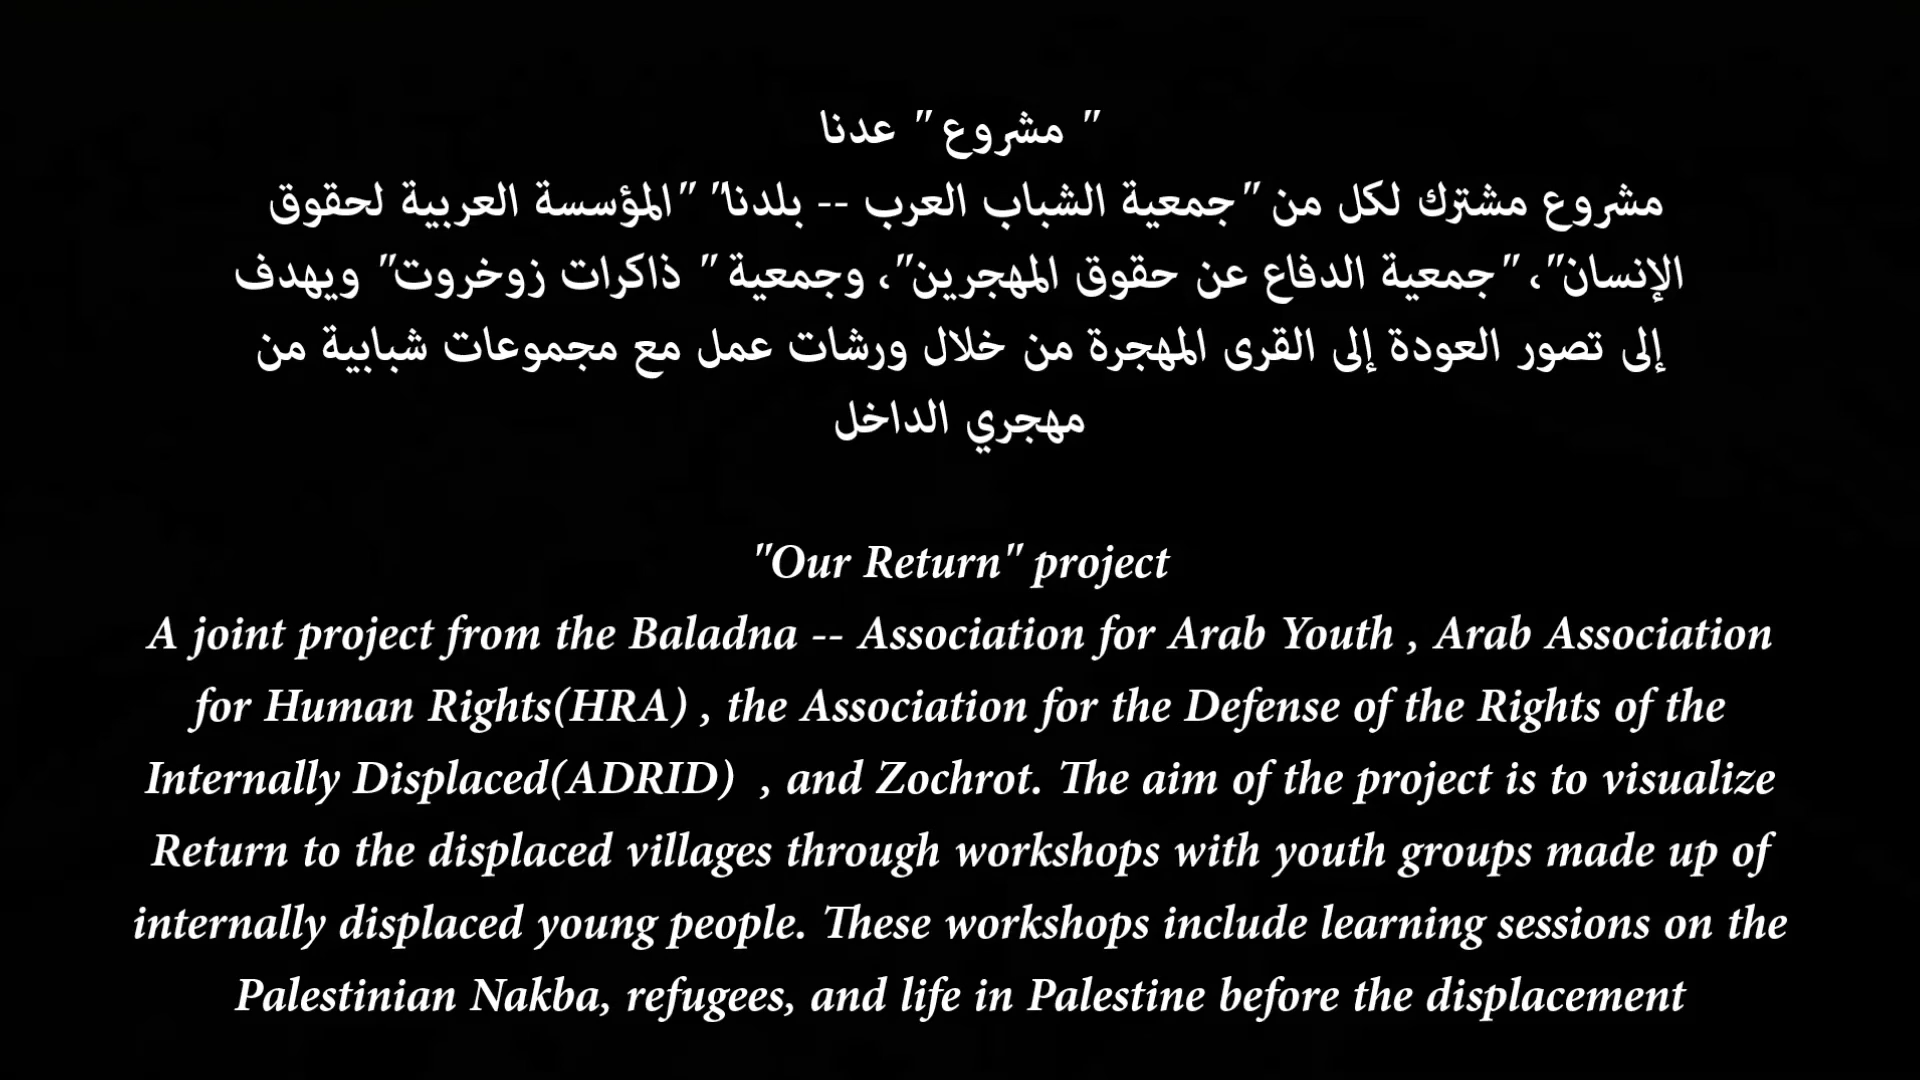 " مشروع " عدنا
مشروع مشترك لكل من "جمعية الشباب العرب -- بلدنا" "المؤسسة العربية لحقوق
الإنسان"، "جمعية الدفاع عن حقوق المهجرين"، وجمعية " ذاكرات زوخروت" ويهدف
إلى تصور العودة إلى القرى المهجرة من خلال ورشات عمل مع مجموعات شبابية من
مهجري الداخل
"Our Return" project
A joint project from the Baladna -- Association for Arab Youth , Arab Association
for Human Rights(HRA) , the Association for the Defense of the Rights of the
Internally Displaced(ADRID)  , and Zochrot. The aim of the project is to visualize
Return to the displaced villages through workshops with youth groups made up of
internally displaced young people. These workshops include learning sessions on the
Palestinian Nakba, refugees, and life in Palestine before the displacement